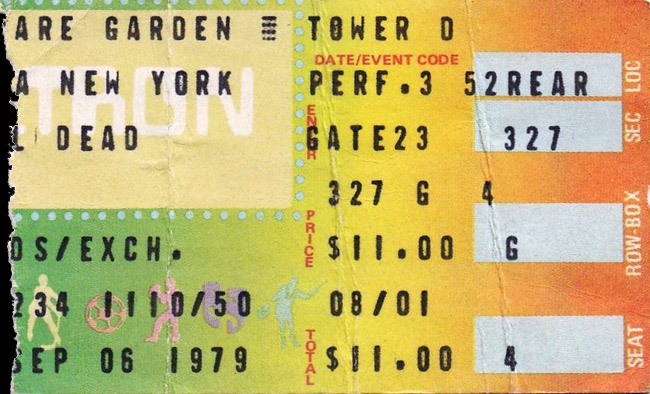 ARE GARDEN TOWER D
DATE/EVENT CODE
A NEW YORK PERF.3 52REAR LOC
TRON
L DEAD ENTER GATE23 327 SEC
327 G 4
DS/EXCH. PRICE $11.00 G ROW-BOX
234 1110/50 08/01
SEP 06 1979 TOTAL $11.00 4 SEAT